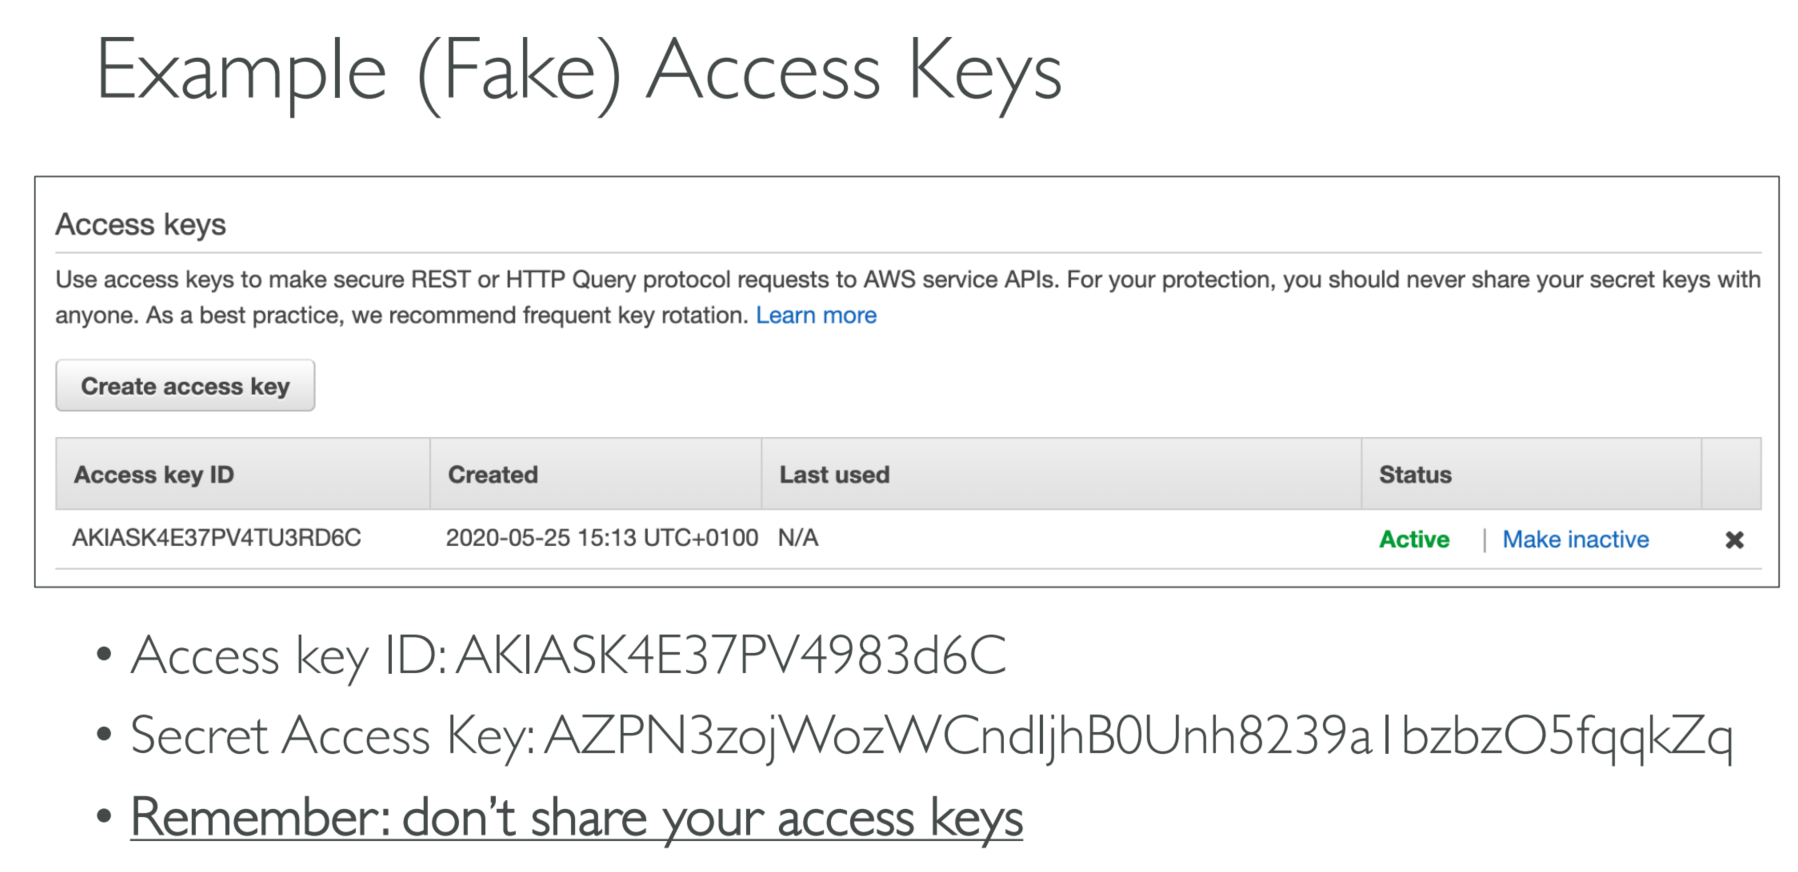 Example (Fake) Access Keys
Access keys
Use access keys to make secure REST or HTTP Query protocol requests to AWS service APIs. For your protection, you should never share your secret keys with
anyone. As a best practice, we recommend frequent key rotation. Learn more
Create access key
Access key ID Created Last used Status
AKIASK4E37PV4TU3RD6C 2020-05-25 15:13 UTC+0100 N/A Active | Make inactive ✖
• Access key ID: AKIASK4E37PV4983d6C
• Secret Access Key: AZPN3zojWozWCndIjhB0Unh8239a1bzbzO5fqqkZq
• Remember: don’t share your access keys